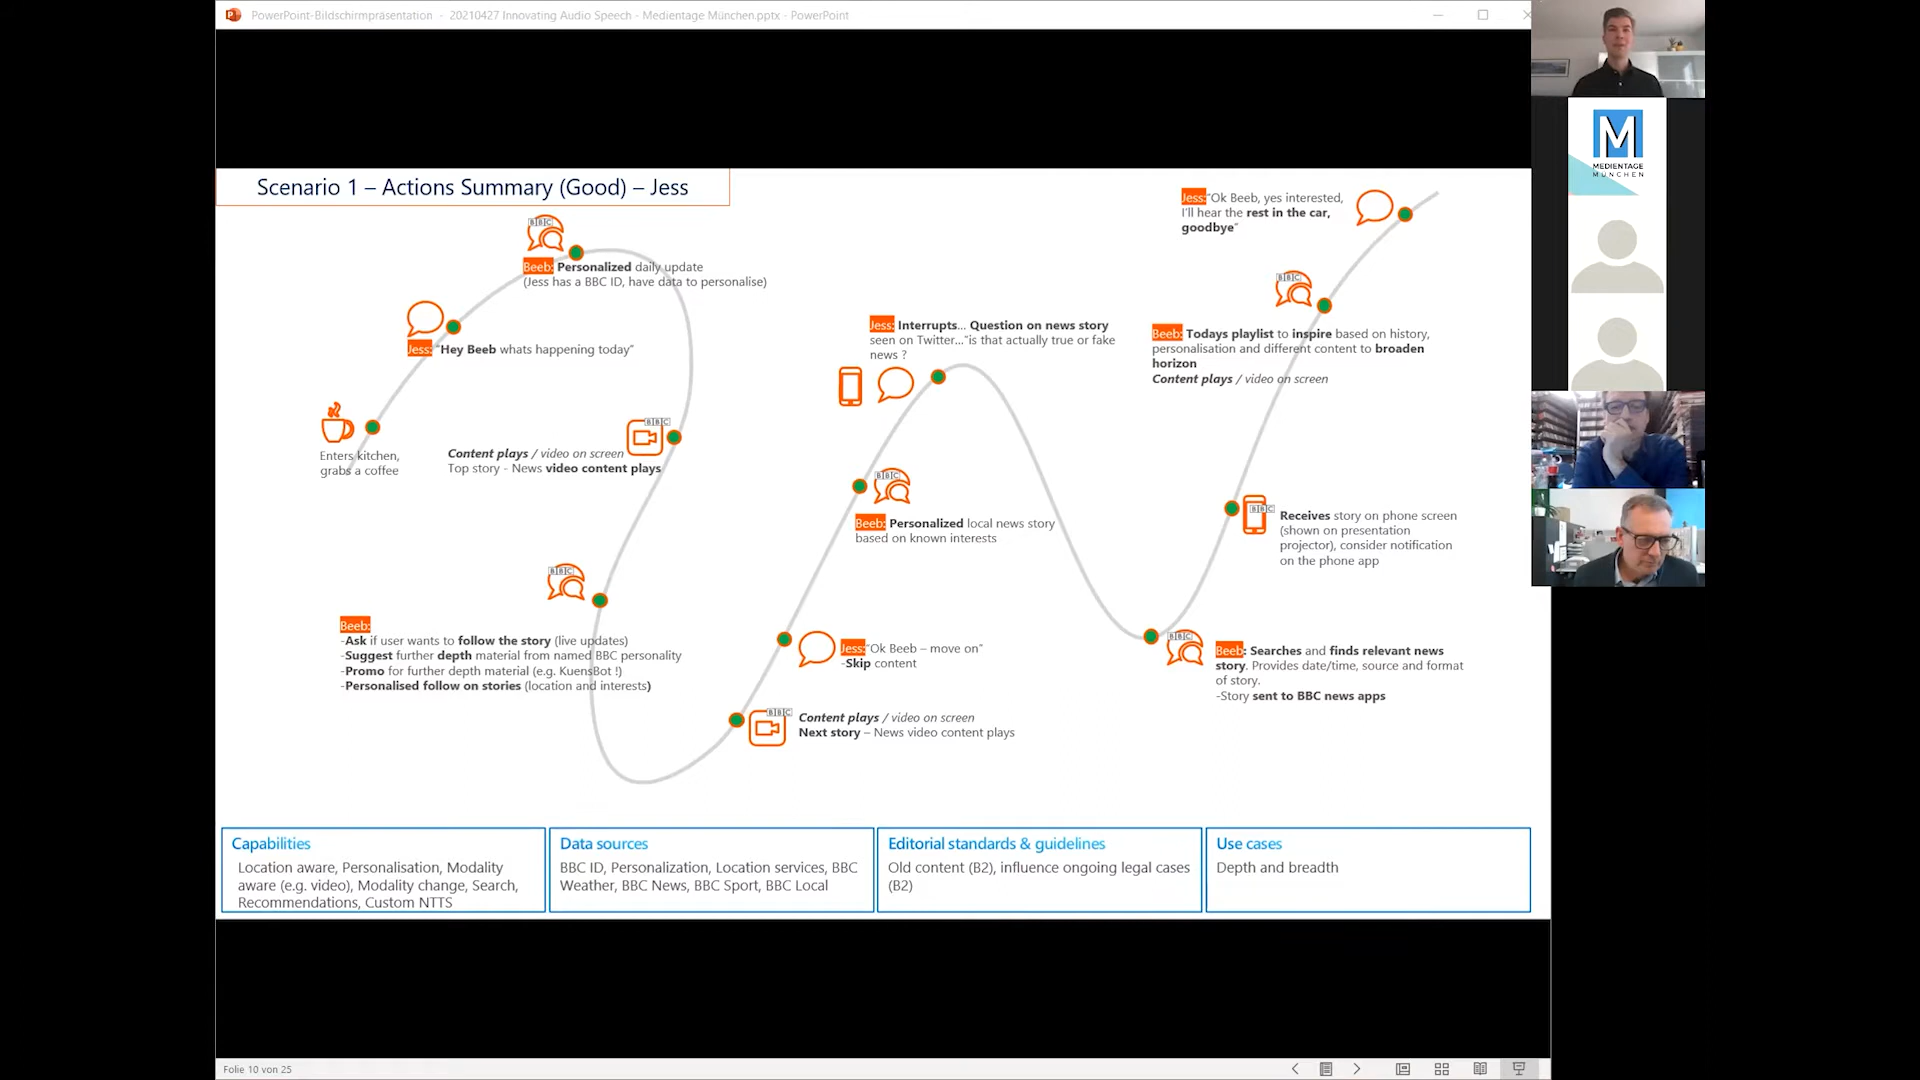 PowerPoint-Bildschirmpräsentation - 20210427 Innovating Audio Speech - Medientage München.pptx - PowerPoint
M
MEDIENTAGE
MÜNCHEN
Scenario 1 – Actions Summary (Good) – Jess
BBC
Beeb: Personalized daily update
(Jess has a BBC ID, have data to personalise)
Jess: “Hey Beeb whats happening today”
Enters kitchen,
grabs a coffee
BBC
Content plays / video on screen
Top story - News video content plays
BBC
Beeb:
-Ask if user wants to follow the story (live updates)
-Suggest further depth material from named BBC personality
-Promo for further depth material (e.g. KuensBot !)
-Personalised follow on stories (location and interests)
Jess: Interrupts... Question on news story
seen on Twitter...“is that actually true or fake
news ?
BBC
Beeb: Personalized local news story
based on known interests
Jess:“Ok Beeb – move on”
-Skip content
BBC
Content plays / video on screen
Next story – News video content plays
Jess:“Ok Beeb, yes interested,
I’ll hear the rest in the car,
goodbye”
BBC
Beeb: Todays playlist to inspire based on history,
personalisation and different content to broaden
horizon
Content plays / video on screen
BBC
Receives story on phone screen
(shown on presentation
projector), consider notification
on the phone app
BBC
Beeb: Searches and finds relevant news
story. Provides date/time, source and format
of story.
-Story sent to BBC news apps
Capabilities
Location aware, Personalisation, Modality
aware (e.g. video), Modality change, Search,
Recommendations, Custom NTTS
Data sources
BBC ID, Personalization, Location services, BBC
Weather, BBC News, BBC Sport, BBC Local
Editorial standards & guidelines
Old content (B2), influence ongoing legal cases
(B2)
Use cases
Depth and breadth
Folie 10 von 25